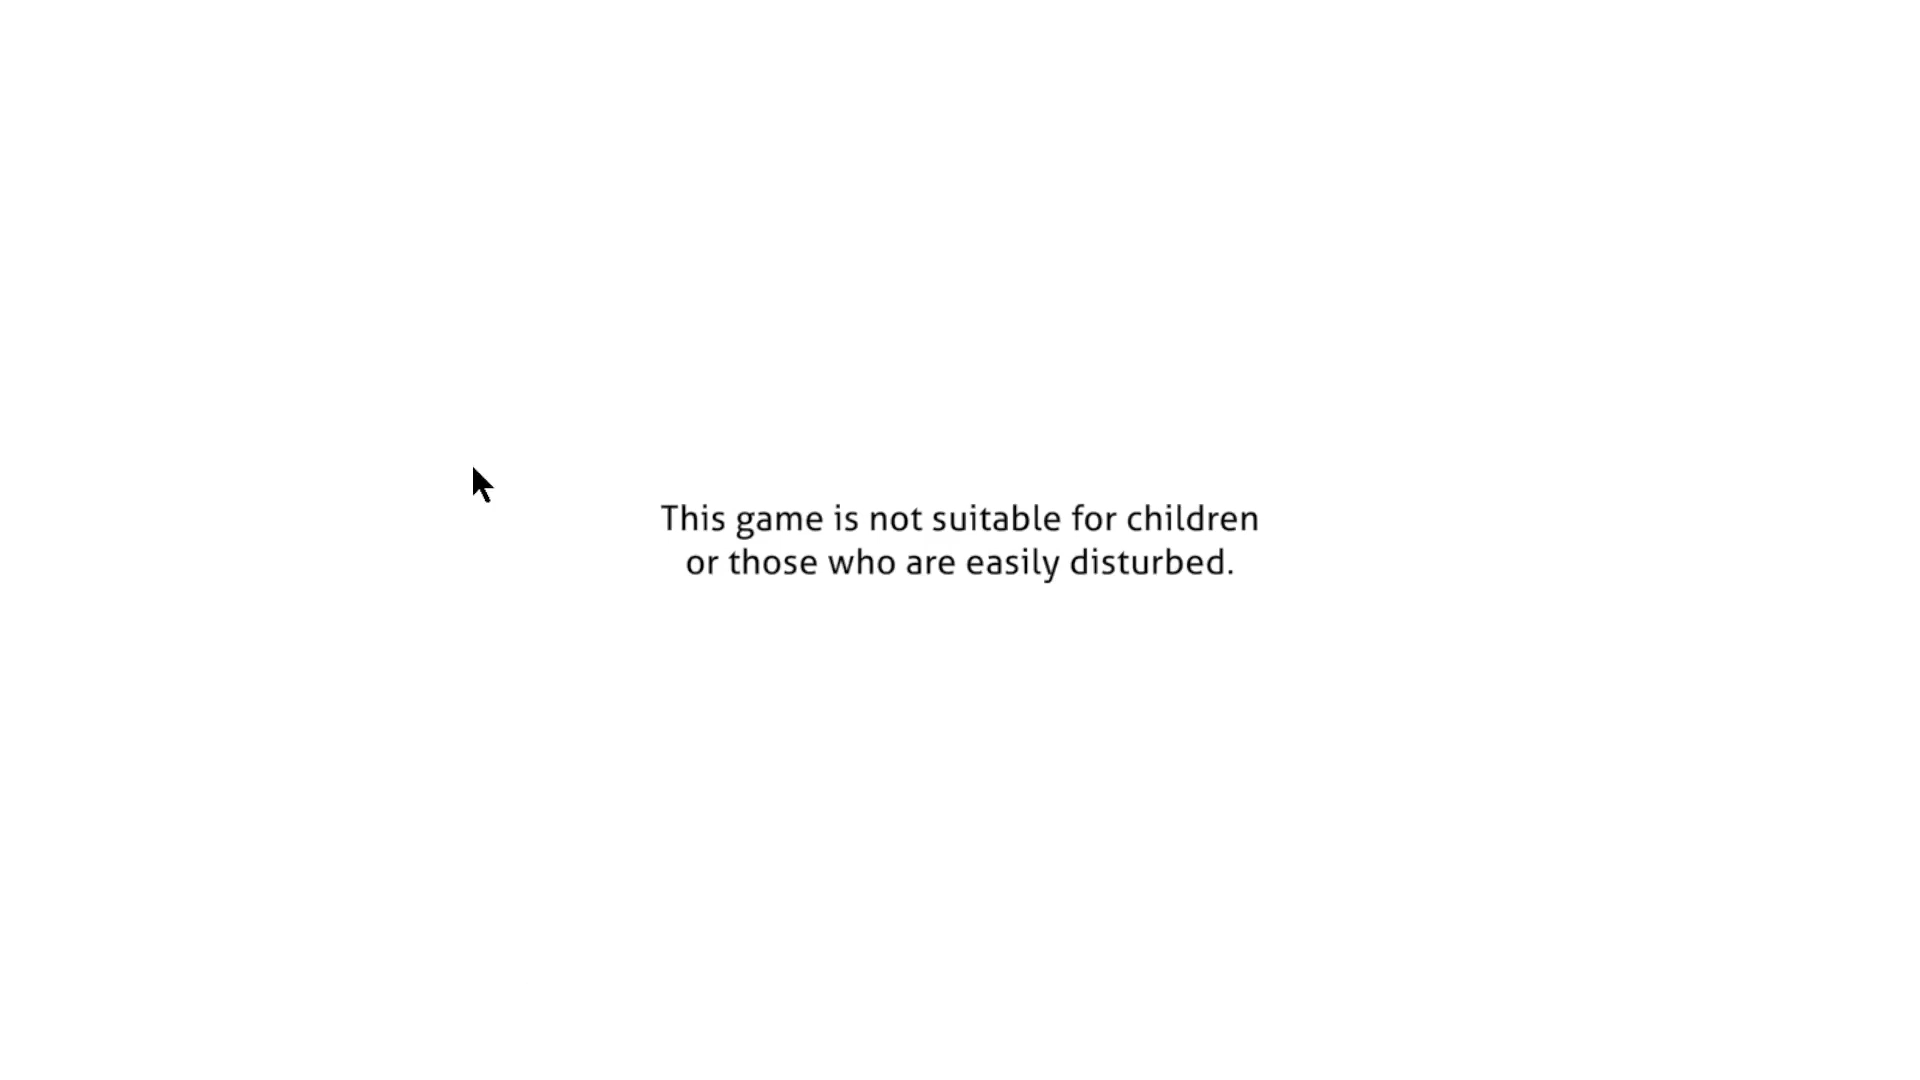 This game is not suitable for children
or those who are easily disturbed.